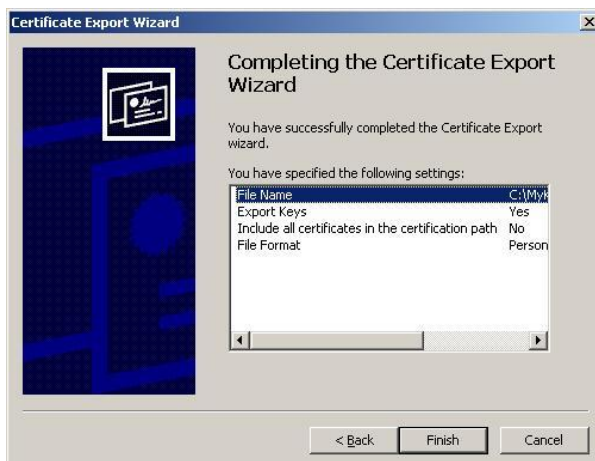 Certificate Export Wizard
Completing the Certificate Export
Wizard
You have successfully completed the Certificate Export
wizard.
You have specified the following settings:
File Name C:\Myk
Export Keys Yes
Include all certificates in the certification path No
File Format Person
< Back Finish Cancel